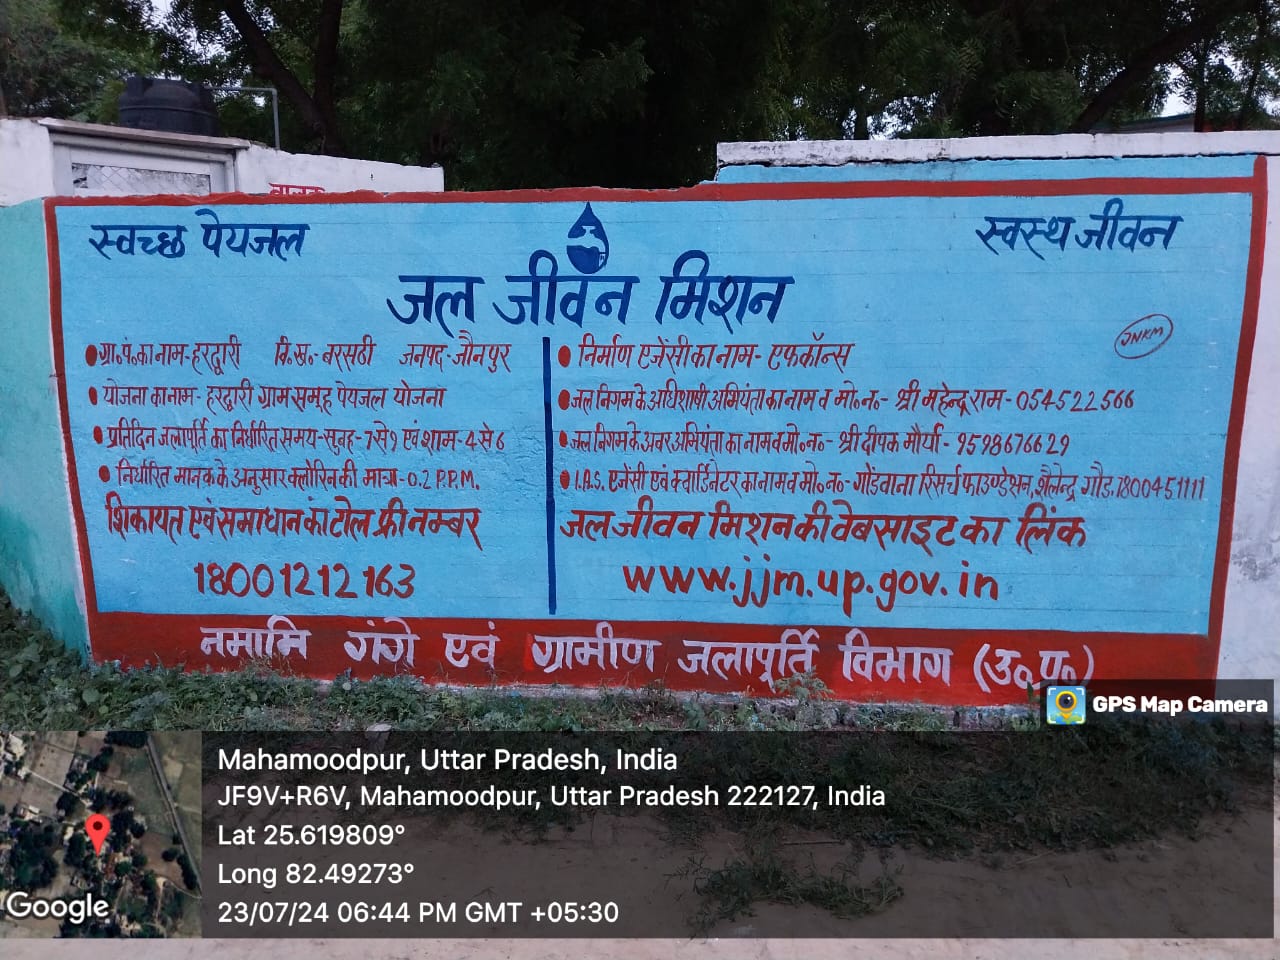 स्वच्छ पेयजल
स्वस्थ जीवन
जल जीवन मिशन
ग्रा०पं०का नाम-हरद्वारी वि०ख०-बरसठी जनपद-जौनपुर
योजना का नाम-हरद्वारी ग्राम समूह पेयजल योजना
प्रतिदिन जलापूर्ति का निर्धारित समय-सुबह-7से9 एवं शाम-4से6
निर्धारित मानक के अनुसार क्लोरिन की मात्रा-0.2 P.P.M.
शिकायत एवं समाधान का टोल फ्री नम्बर
18001212163
निर्माण एजेंसी का नाम- एफकॉन्स
JNKM
जल निगम के अधिशाषी अभियंता का नाम व मो०न०- श्री महेन्द्र राम-054522566
जल निगम के अवर अभियंता का नाम व मो०न०- श्री दीपक मौर्या-9598676629
I.A.S. एजेंसी एवं क्वार्डिनेटर का नाम व मो०न०- गोंडवाना रिसर्च फाउण्डेशन, शैलेन्द्र गौड.1800451111
जल जीवन मिशन की वेबसाइट का लिंक
www.jjm.up.gov.in
नमामि गंगे एवं ग्रामीण जलापूर्ति विभाग (उ०प्र०)
GPS Map Camera
Mahamoodpur, Uttar Pradesh, India
JF9V+R6V, Mahamoodpur, Uttar Pradesh 222127, India
Lat 25.619809°
Long 82.49273°
23/07/24 06:44 PM GMT +05:30
Google